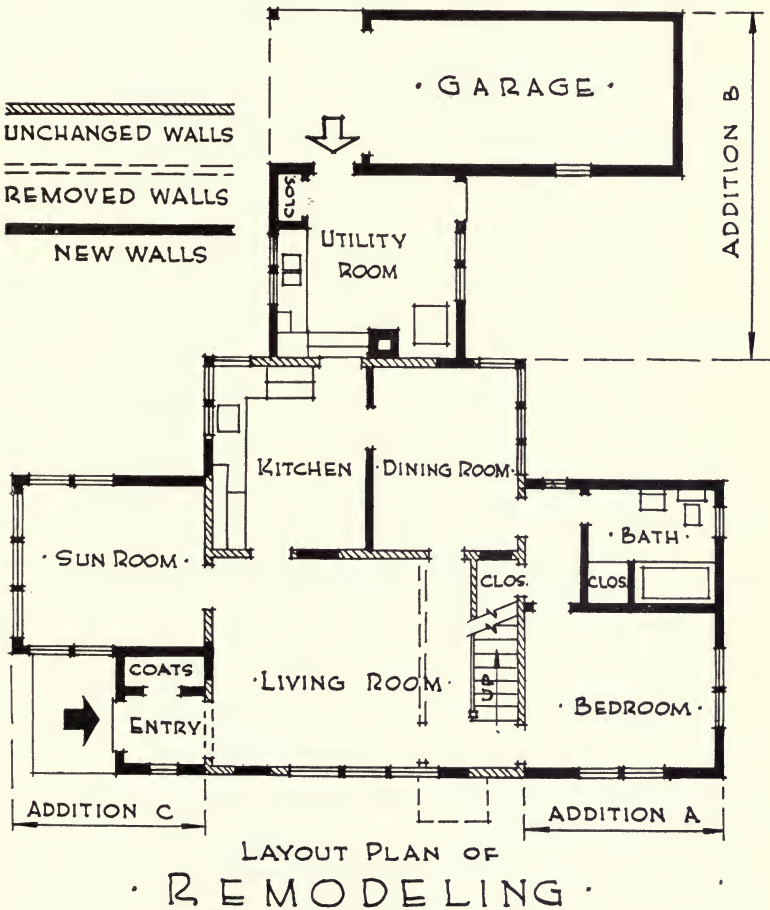 · GARAGE ·
ADDITION B
UNCHANGED WALLS
REMOVED WALLS
NEW WALLS
CLOS.
UTILITY
ROOM
KITCHEN
· DINING ROOM ·
· SUN ROOM ·
· BATH ·
CLOS.
CLOS.
COATS
· LIVING ROOM ·
UP
· BEDROOM ·
ENTRY
ADDITION C
ADDITION A
LAYOUT PLAN OF
· REMODELING ·